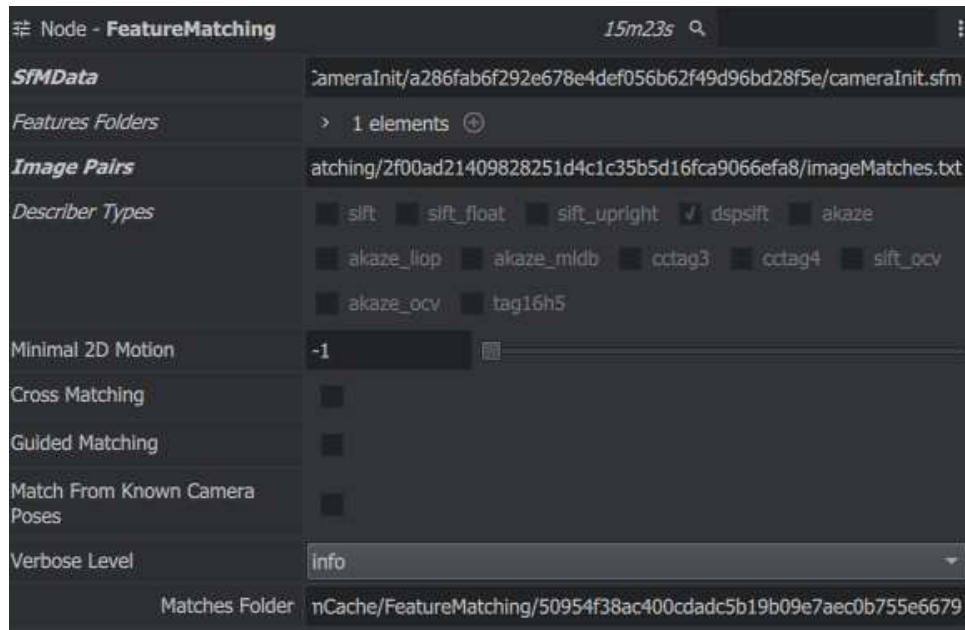 Node - FeatureMatching 15m23s
SfMData CameraInit/a286fab6f292e678e4def056b62f49d96bd28f5e/cameraInit.sfm
Features Folders > 1 elements
Image Pairs atching/2f00ad21409828251d4c1c35b5d16fca9066efa8/imageMatches.txt
Describer Types sift sift_float sift_upright dspsift akaze
akaze_liop akaze_mldb cctag3 cctag4 sift_ocv
akaze_ocv tag16h5
Minimal 2D Motion -1
Cross Matching
Guided Matching
Match From Known Camera
Poses
Verbose Level info
Matches Folder nCache/FeatureMatching/50954f38ac400cdadc5b19b09e7aec0b755e6679